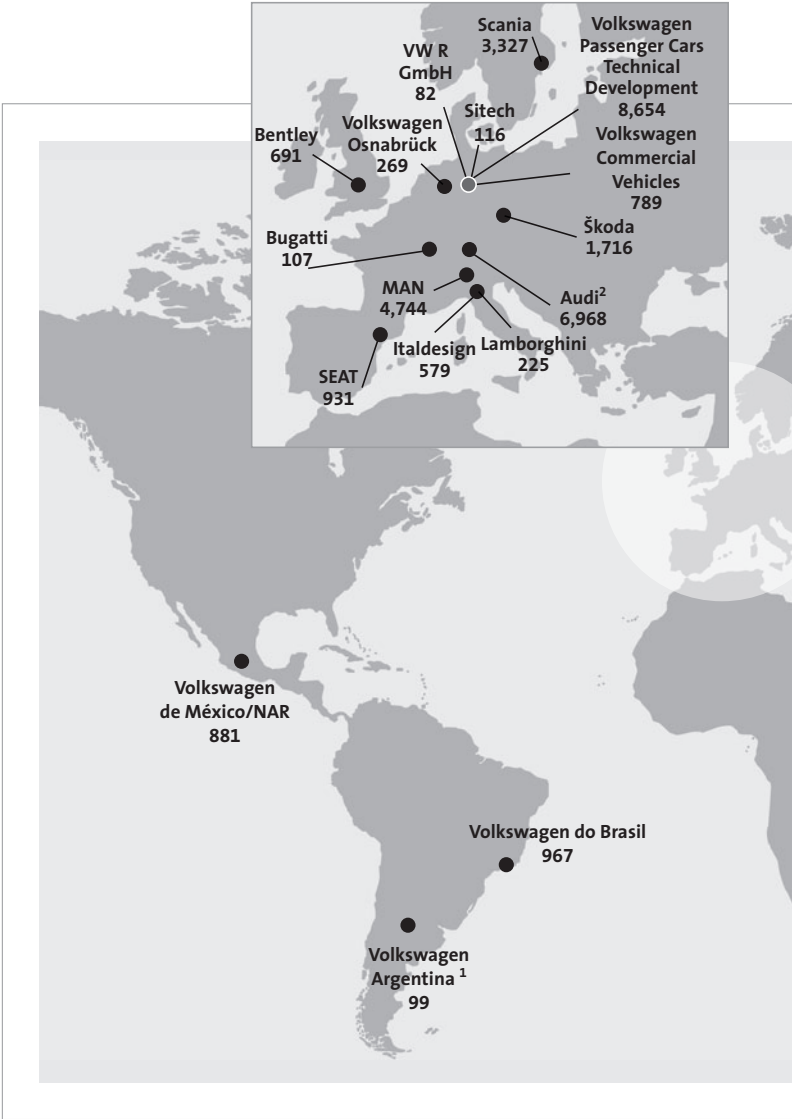 Scania
3,327
VW R
GmbH
82
Volkswagen
Passenger Cars
Technical
Development
8,654
Sitech
116
Volkswagen
Osnabrück
269
Bentley
691
Volkswagen
Commercial
Vehicles
789
Škoda
1,716
Bugatti
107
MAN
4,744
Audi²
6,968
Italdesign
579
Lamborghini
225
SEAT
931
Volkswagen
de México/NAR
881
Volkswagen do Brasil
967
Volkswagen
Argentina ¹
99